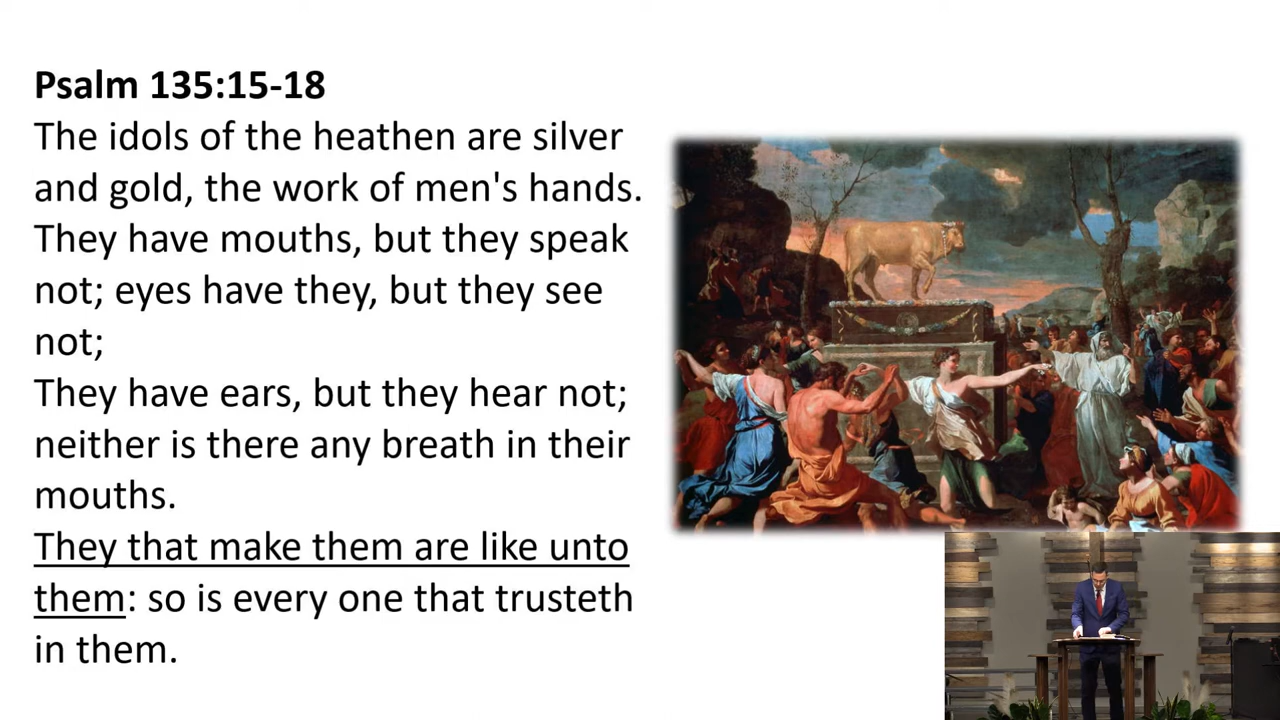 Psalm 135:15-18
The idols of the heathen are silver
and gold, the work of men's hands.
They have mouths, but they speak
not; eyes have they, but they see
not;
They have ears, but they hear not;
neither is there any breath in their
mouths.
They that make them are like unto
them: so is every one that trusteth
in them.